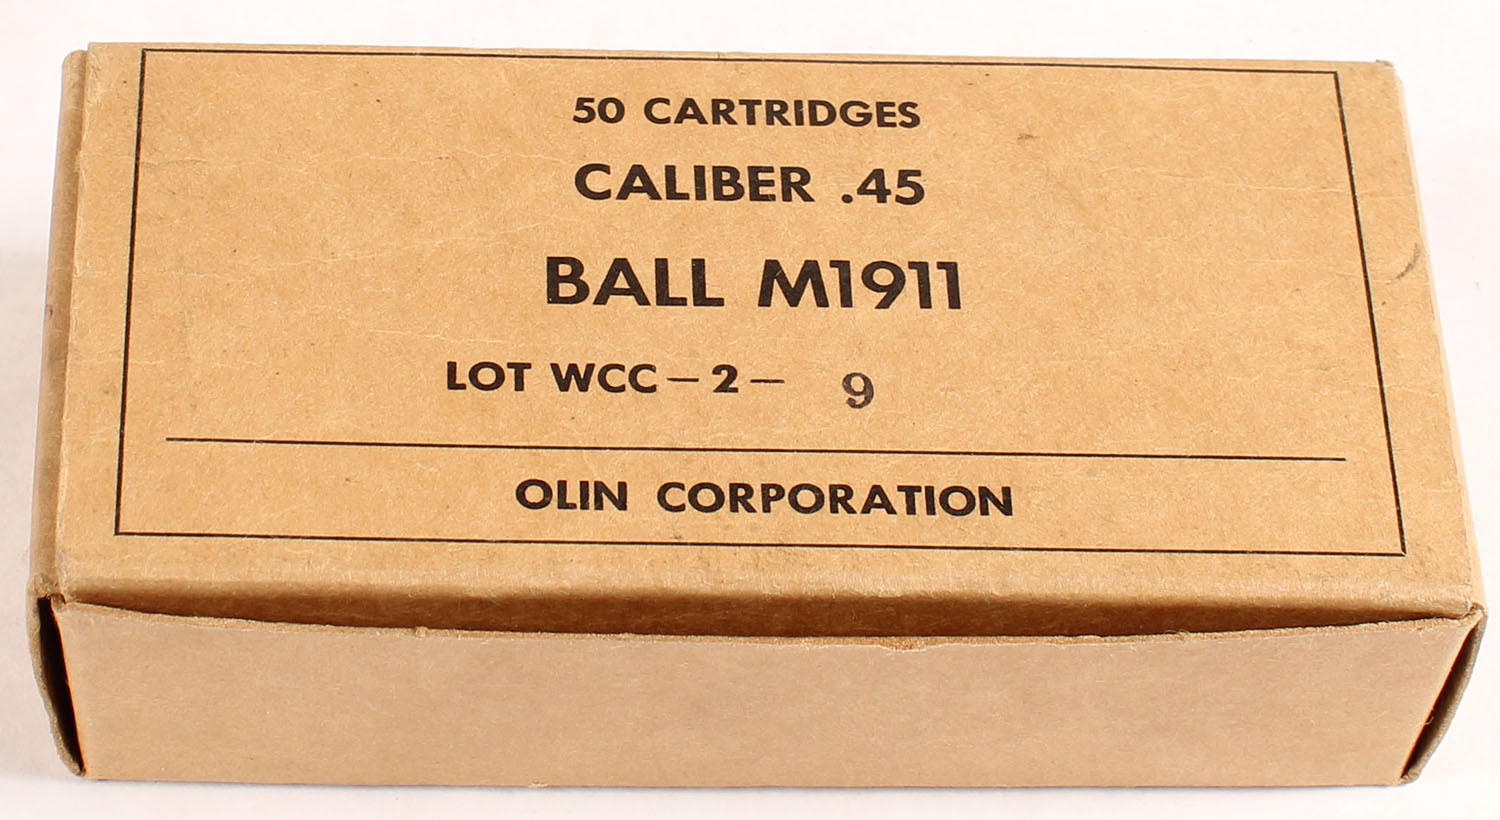 50 CARTRIDGES
CALIBER .45
BALL M1911
LOT WCC-2- 9
OLIN CORPORATION